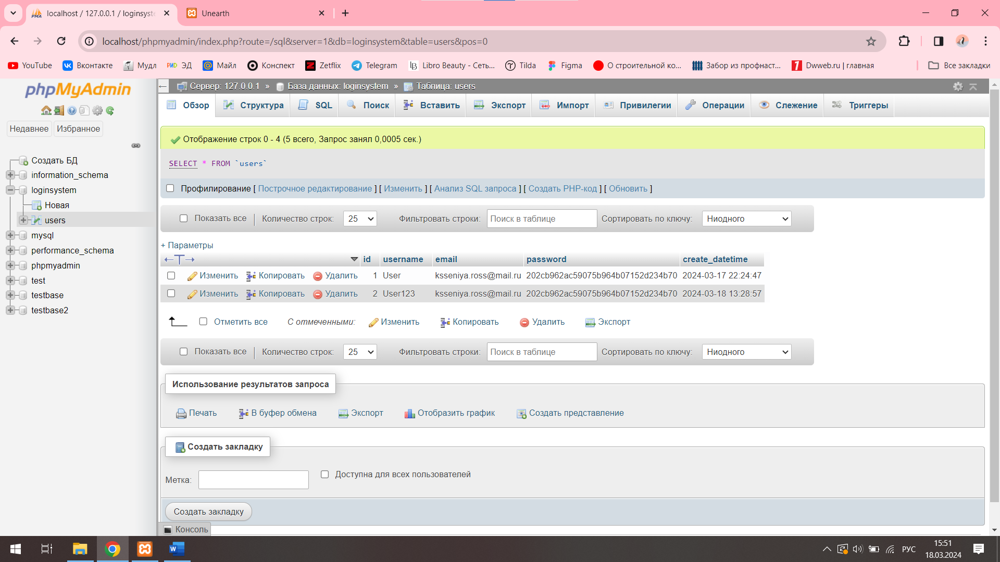 localhost / 127.0.0.1 / loginsyste
Unearth
localhost/phpmyadmin/index.php?route=/sql&server=1&db=loginsystem&table=users&pos=0
YouTube
Вконтакте
Мудл
ЭД
Майл
Конспект
Zetflix
Telegram
Libro Beauty - Сеть...
Tilda
Figma
О строительной ко...
Забор из профнаст...
Dwweb.ru | главная
Все закладки
phpMyAdmin
Недавнее
Избранное
Создать БД
information_schema
loginsystem
Новая
users
mysql
performance_schema
phpmyadmin
test
testbase
testbase2
Сервер: 127.0.0.1 » База данных: loginsystem » Таблица: users
Обзор Структура SQL Поиск Вставить Экспорт Импорт Привилегии Операции Слежение Триггеры
Отображение строк 0 - 4 (5 всего, Запрос занял 0,0005 сек.)
SELECT * FROM `users`
Профилирование [ Построчное редактирование ] [ Изменить ] [ Анализ SQL запроса ] [ Создать PHP-код ] [ Обновить ]
Показать все Количество строк: 25 Фильтровать строки: Поиск в таблице Сортировать по ключу: Ниодного
+ Параметры
←T→ id username email password create_datetime
Изменить Копировать Удалить 1 User ksseniya.ross@mail.ru 202cb962ac59075b964b07152d234b70 2024-03-17 22:24:47
Изменить Копировать Удалить 2 User123 ksseniya.ross@mail.ru 202cb962ac59075b964b07152d234b70 2024-03-18 13:28:57
Отметить все С отмеченными: Изменить Копировать Удалить Экспорт
Показать все Количество строк: 25 Фильтровать строки: Поиск в таблице Сортировать по ключу: Ниодного
Использование результатов запроса
Печать В буфер обмена Экспорт Отобразить график Создать представление
Создать закладку
Метка: Доступна для всех пользователей
Создать закладку
Консоль
РУС
15:51
18.03.2024